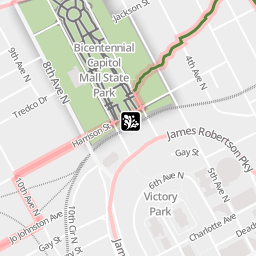 Jackson St
9th Ave N
Bicentennial
Capitol
Mall State
Park
4th Ave N
8th Ave N
Tredco Dr
Harrison St
James Robertson Pky
Gay St
5th Ave N
6th Ave N
10th Ave N
Victory
Park
10th Cir N
Jo Johnston Ave
Charlotte Ave
Gay St